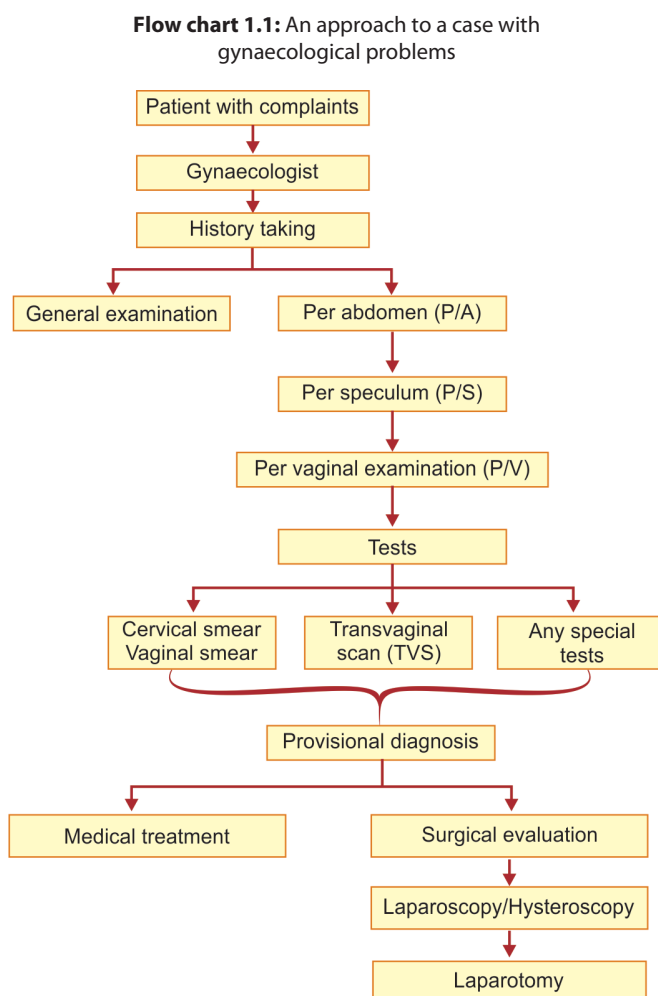 Flow chart 1.1: An approach to a case with
gynaecological problems
Patient with complaints
Gynaecologist
History taking
General examination
Per abdomen (P/A)
Per speculum (P/S)
Per vaginal examination (P/V)
Tests
Cervical smear
Vaginal smear
Transvaginal
scan (TVS)
Any special
tests
Provisional diagnosis
Medical treatment
Surgical evaluation
Laparoscopy/Hysteroscopy
Laparotomy